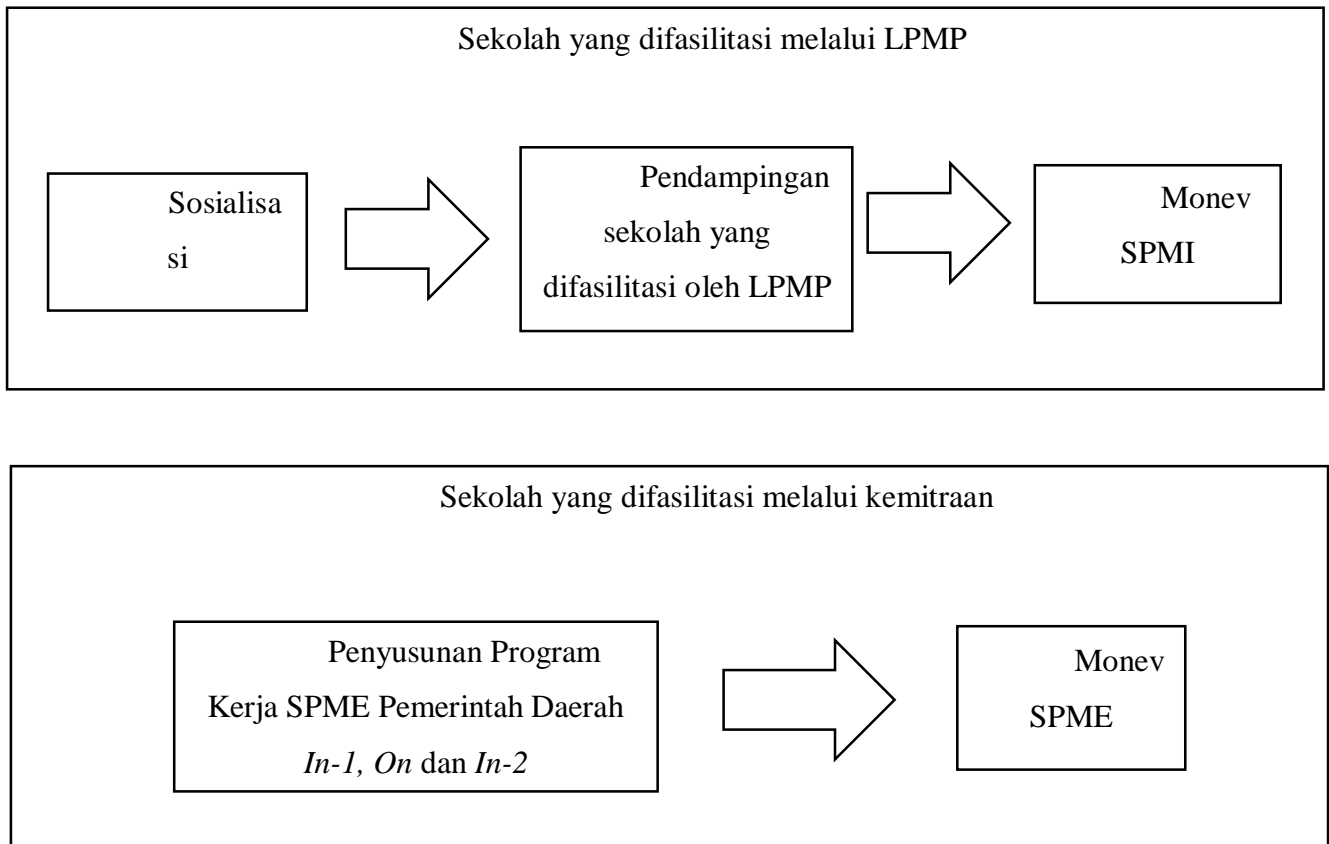 Sekolah yang difasilitasi melalui LPMP
Sosialisa
si
Pendampingan
sekolah yang
difasilitasi oleh LPMP
Monev
SPMI
Sekolah yang difasilitasi melalui kemitraan
Penyusunan Program
Kerja SPME Pemerintah Daerah
In-1, On dan In-2
Monev
SPME